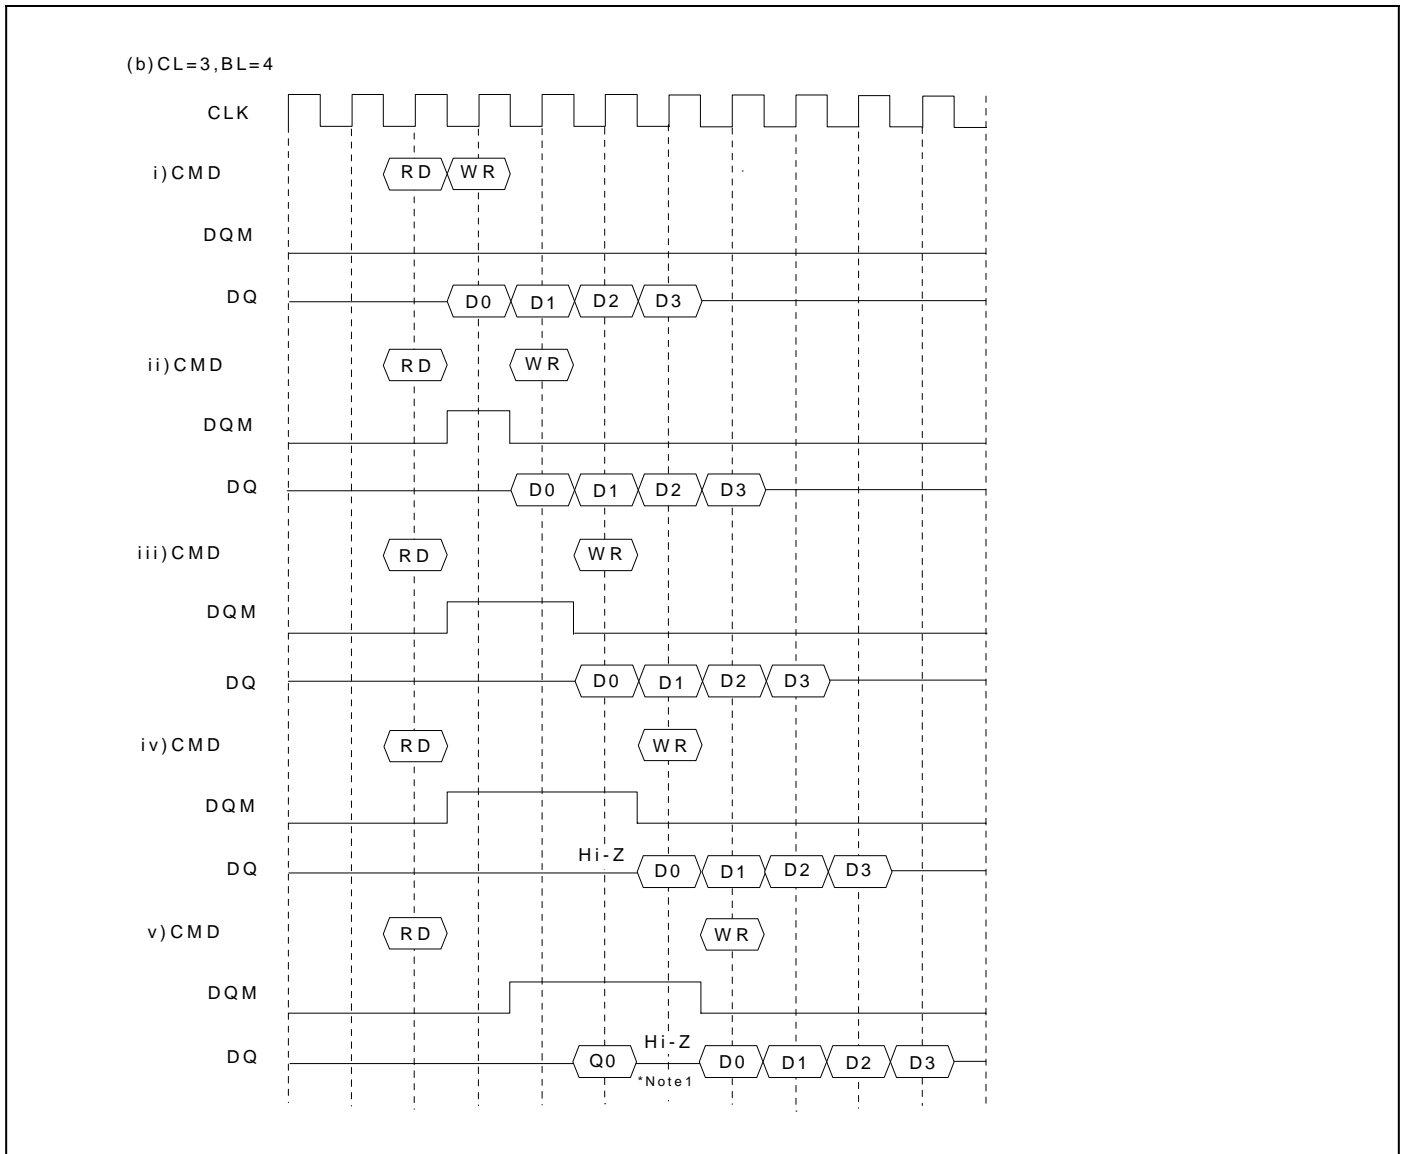 (b)CL=3,BL=4
CLK
i)CMD RD WR
DQM
DQ D0 D1 D2 D3
ii)CMD RD WR
DQM
DQ D0 D1 D2 D3
iii)CMD RD WR
DQM
DQ D0 D1 D2 D3
iv)CMD RD WR
DQM
Hi-Z
DQ D0 D1 D2 D3
v)CMD RD WR
DQM
Hi-Z
DQ Q0 D0 D1 D2 D3
*Note1